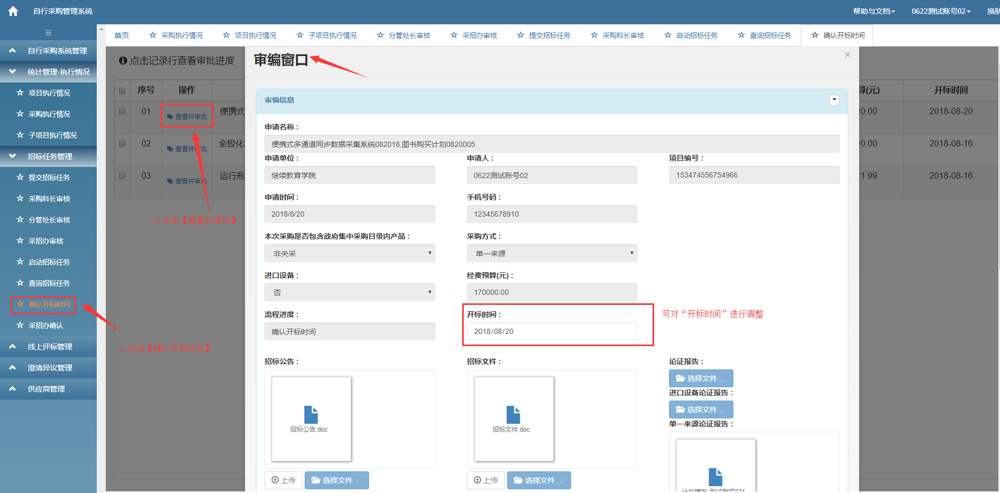 自行采购管理系统
帮助与文档
0622测试账号02
换肤
自行采购系统管理
统计管理-执行情况
项目执行情况
采购执行情况
子项目执行情况
招标任务管理
提交招标任务
采购科长审核
分管处长审核
采招办审核
启动招标任务
查询招标任务
确认开标时间
采招办确认
线上评标管理
澄清异议管理
供应商管理
首页
采购执行情况
项目执行情况
子项目执行情况
分管处长审核
采招办审核
提交招标任务
采购科长审核
启动招标任务
查询招标任务
确认开标时间
点击记录行查看审批进度
序号 操作
01 查看并审批 便携式
02 查看并审批 全极化
03 查看并审批 运行瓶
算(元) 开标时间
00.00 2018-08-20
00.00 2018-08-16
21.99 2018-08-16
2.点击【查看并审批】
1.点击【确认开标时间】
审编窗口
×
审编信息
申请名称：
便携式多通道同步数据采集系统082018,图书购买计划0820005
申请单位： 申请人： 项目编号：
继续教育学院 0622测试账号02 153474556754966
申请时间： 手机号码：
2018/8/20 12345678910
本次采购是否包含政府集中采购目录内产品： 采购方式：
非央采 单一来源
进口设备： 经费预算(元)：
否 170000.00
流程进度： 开标时间：
确认开标时间 2018/08/20
可对“开标时间”进行调整
招标公告： 招标文件： 论证报告：
选择文件 ...
进口设备论证报告：
选择文件 ...
单一来源论证报告：
招标公告.doc 招标文件.doc
上传 选择文件 ... 上传 选择文件 ...